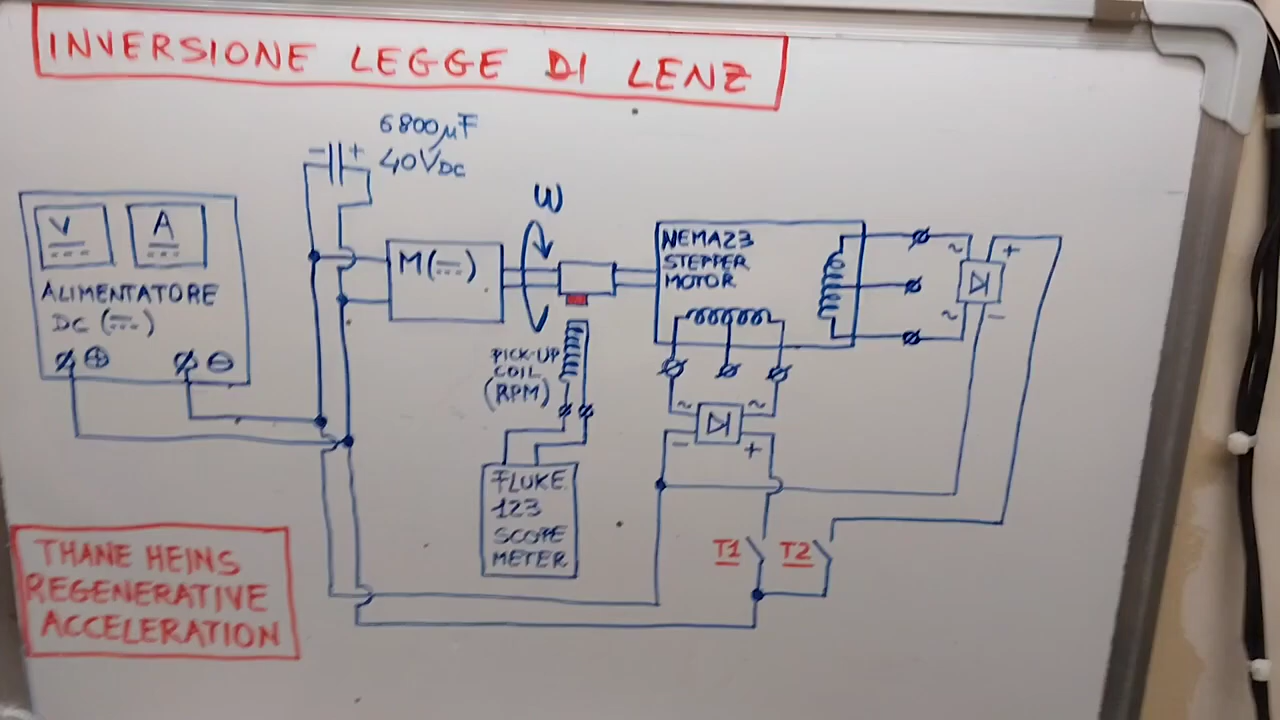 INVERSIONE LEGGE DI LENZ
6800µF
40VDC
- +
V A
ALIMENTATORE
DC
+ -
M
ω
PICK-UP
COIL
(RPM)
FLUKE
123
SCOPE
METER
NEMA23
STEPPER
MOTOR
~ +
~ -
~ ~
- +
T1 T2
THANE HEINS
REGENERATIVE
ACCELERATION